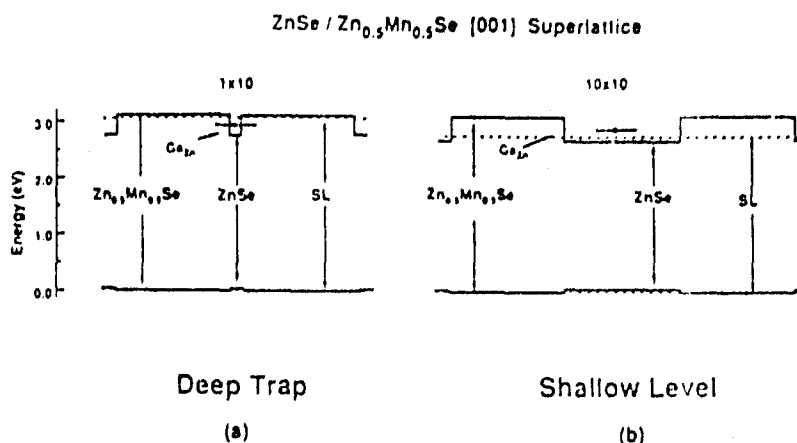 ZnSe / Zn0.5Mn0.5Se {001} Superlattice
1x10
10x10
Energy (eV)
3.0
2.0
1.0
0.0
GaZn
Zn0.5Mn0.5Se
ZnSe
SL
GaZn
Zn0.5Mn0.5Se
ZnSe
SL
Deep Trap
Shallow Level
(a)
(b)